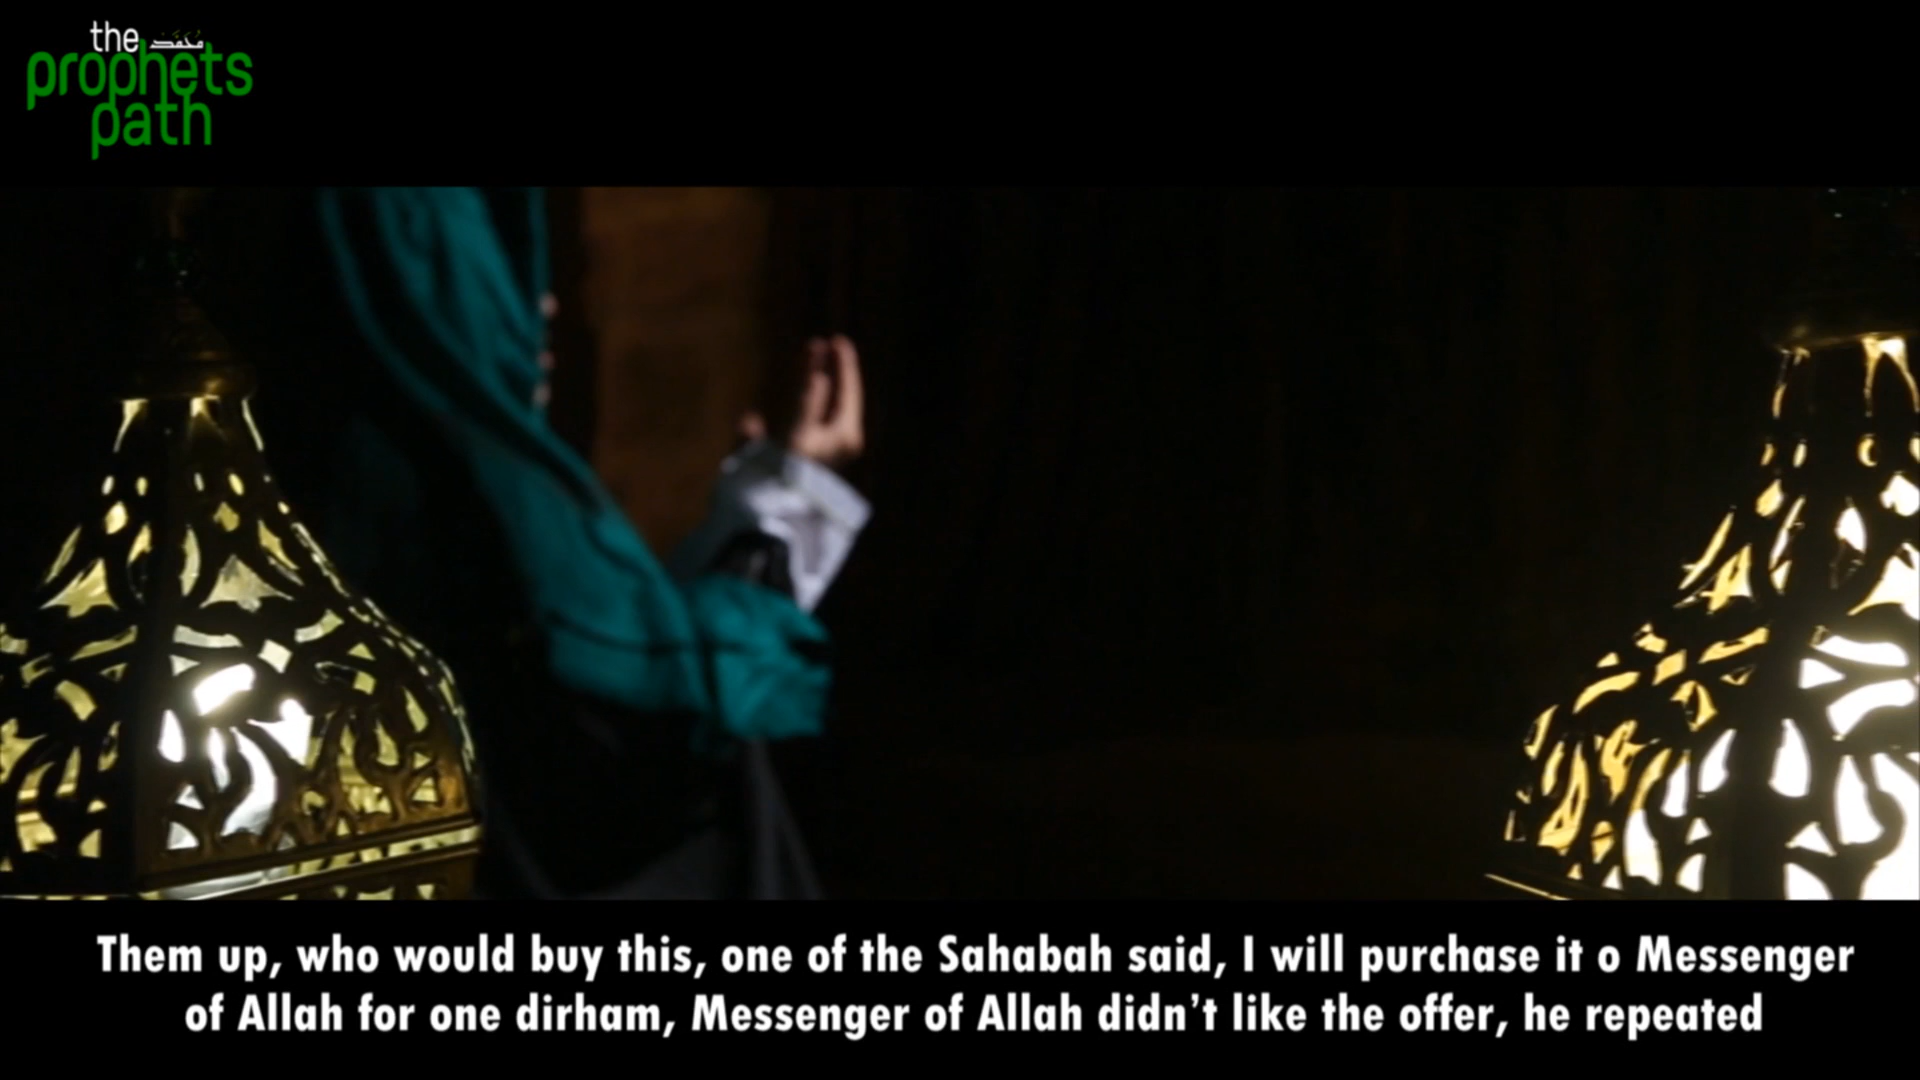 the محمد
prophets
path
Them up, who would buy this, one of the Sahabah said, I will purchase it o Messenger
of Allah for one dirham, Messenger of Allah didn't like the offer, he repeated